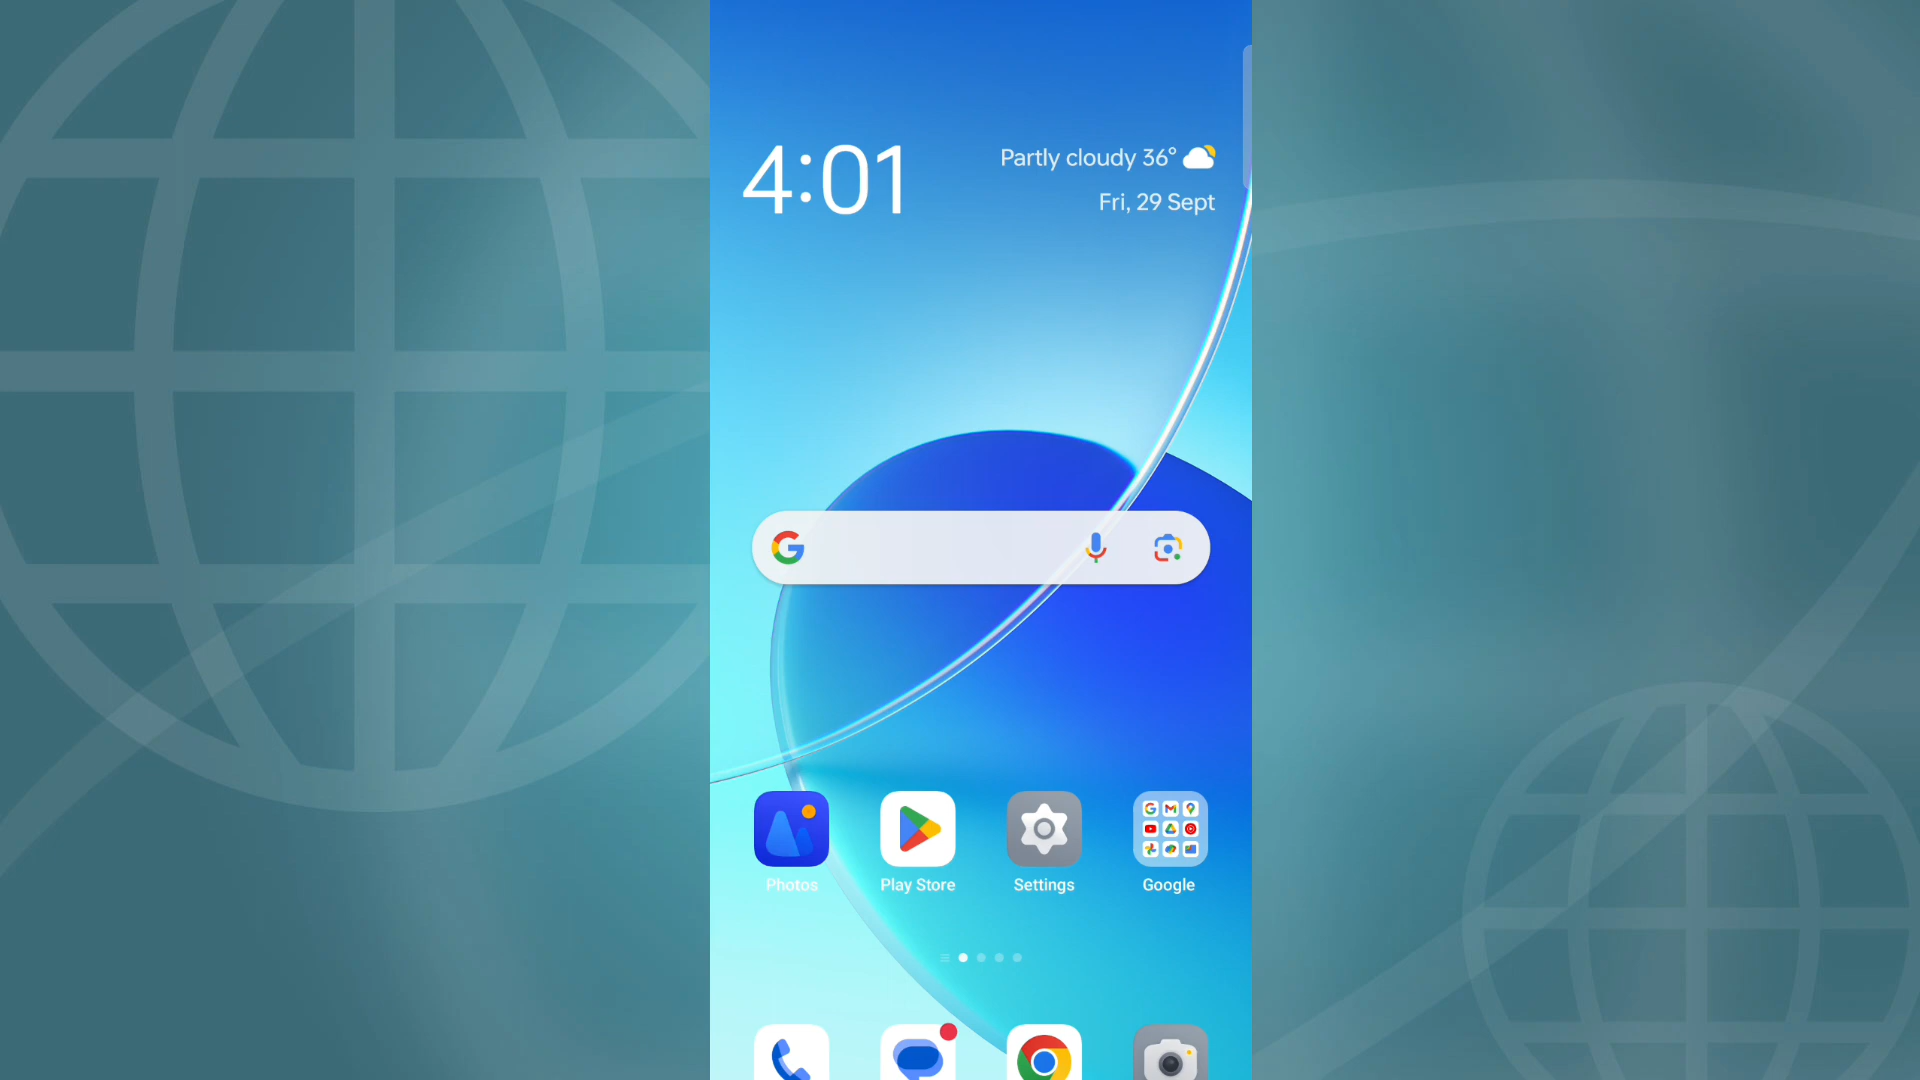 4:01
Partly cloudy 36°
Fri, 29 Sept
Photos
Play Store
Settings
Google